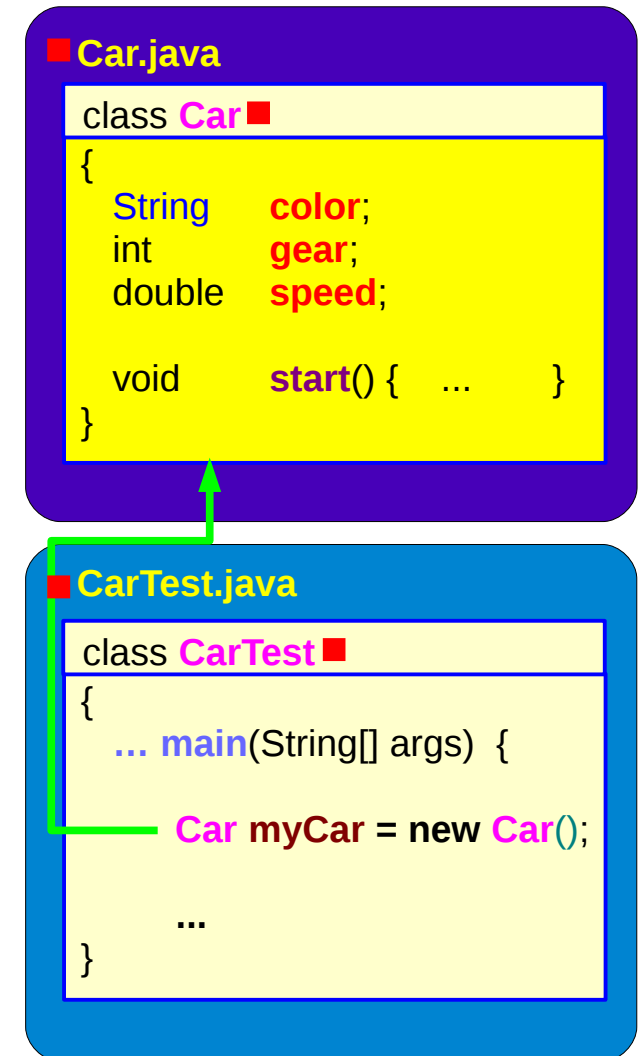 Car.java
class Car
{
String color;
int gear;
double speed;
void start() { ... }
}
CarTest.java
class CarTest
{
… main(String[] args) {
Car myCar = new Car();
...
}